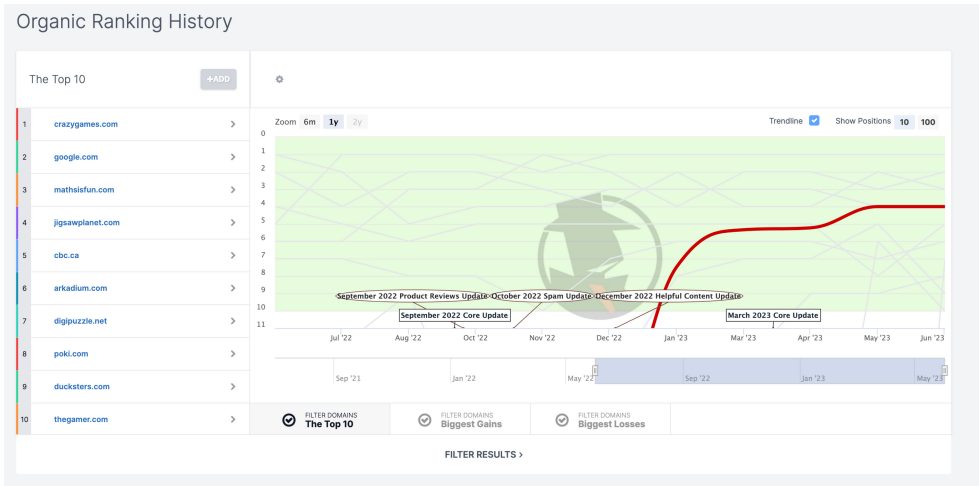 Organic Ranking History
The Top 10
+ADD
1 crazygames.com
2 google.com
3 mathsisfun.com
4 jigsawplanet.com
5 cbc.ca
6 arkadium.com
7 digipuzzle.net
8 poki.com
9 ducksters.com
10 thegamer.com
Zoom 6m 1y 2y
Trendline Show Positions 10 100
0
1
2
3
4
5
6
7
8
9
10
11
September 2022 Product Reviews Update October 2022 Spam Update December 2022 Helpful Content Update
September 2022 Core Update March 2023 Core Update
Jul '22 Aug '22 Oct '22 Nov '22 Dec '22 Jan '23 Mar '23 Apr '23 May '23 Jun '23
Sep '21 Jan '22 May '22 Sep '22 Jan '23 May '23
FILTER DOMAINS
The Top 10
FILTER DOMAINS
Biggest Gains
FILTER DOMAINS
Biggest Losses
FILTER RESULTS >